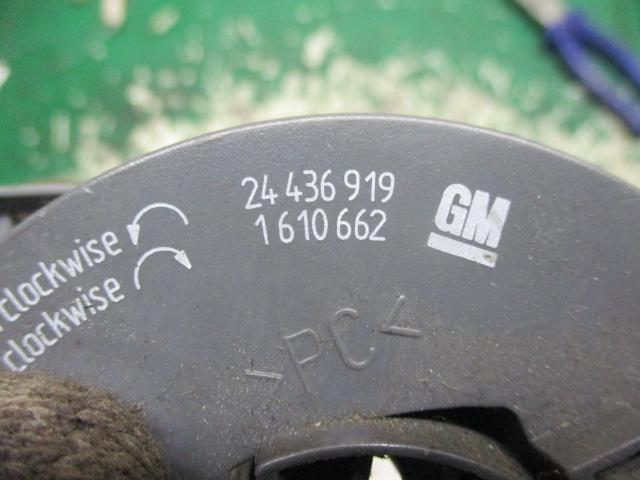 24 436 919
1 610 662
GM
clockwise
clockwise
>PC<